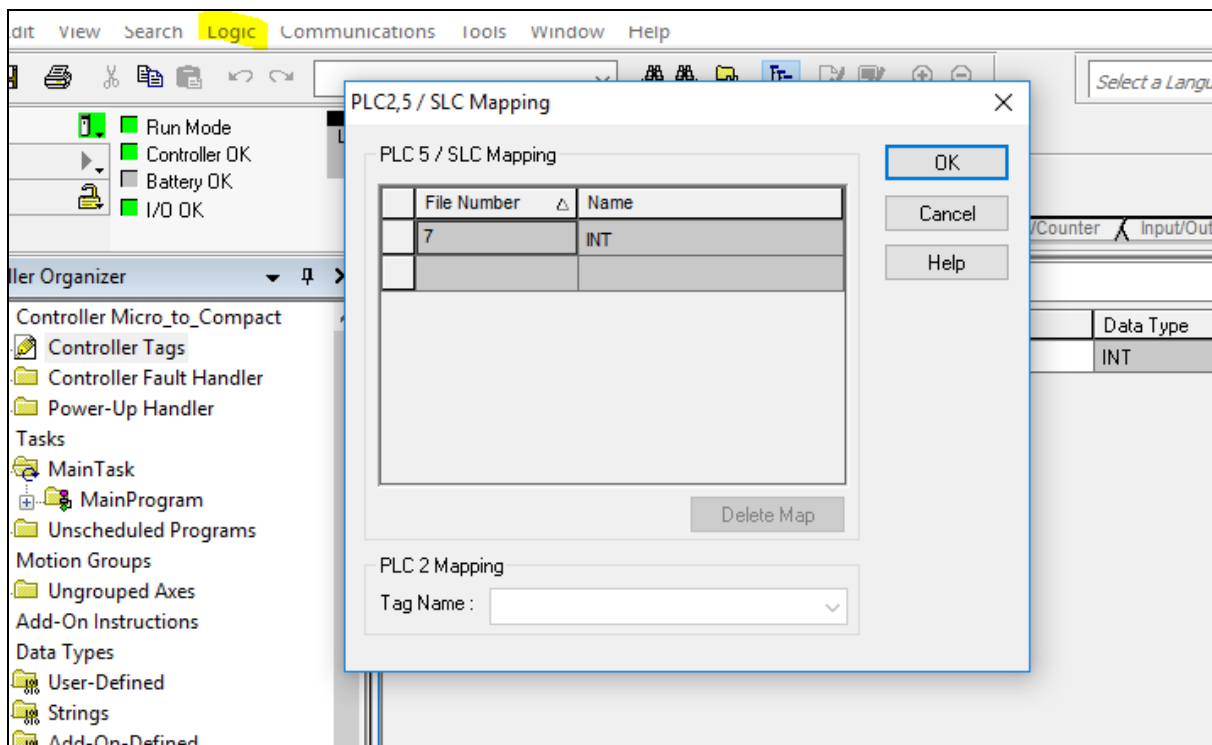 View Search Logic Communications Tools Window Help
Select a Langu
Run Mode
Controller OK
Battery OK
I/O OK
PLC2,5 / SLC Mapping
PLC 5 / SLC Mapping
File Number Name
7 INT
Delete Map
PLC 2 Mapping
Tag Name :
OK
Cancel
Help
/Counter Input/Out
Data Type
INT
ller Organizer
Controller Micro_to_Compact
Controller Tags
Controller Fault Handler
Power-Up Handler
Tasks
MainTask
MainProgram
Unscheduled Programs
Motion Groups
Ungrouped Axes
Add-On Instructions
Data Types
User-Defined
Strings
Add-On-Defined